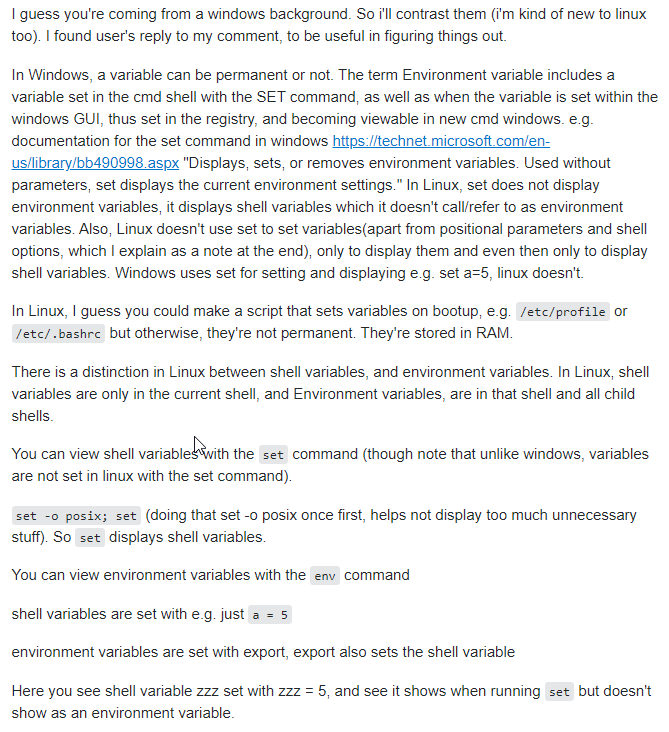 I guess you're coming from a windows background. So i'll contrast them (i'm kind of new to linux
too). I found user's reply to my comment, to be useful in figuring things out.
In Windows, a variable can be permanent or not. The term Environment variable includes a
variable set in the cmd shell with the SET command, as well as when the variable is set within the
windows GUI, thus set in the registry, and becoming viewable in new cmd windows. e.g.
documentation for the set command in windows https://technet.microsoft.com/en-
us/library/bb490998.aspx "Displays, sets, or removes environment variables. Used without
parameters, set displays the current environment settings." In Linux, set does not display
environment variables, it displays shell variables which it doesn't call/refer to as environment
variables. Also, Linux doesn't use set to set variables(apart from positional parameters and shell
options, which I explain as a note at the end), only to display them and even then only to display
shell variables. Windows uses set for setting and displaying e.g. set a=5, linux doesn't.
In Linux, I guess you could make a script that sets variables on bootup, e.g. /etc/profile or
/etc/.bashrc but otherwise, they're not permanent. They're stored in RAM.
There is a distinction in Linux between shell variables, and environment variables. In Linux, shell
variables are only in the current shell, and Environment variables, are in that shell and all child
shells.
You can view shell variables with the set command (though note that unlike windows, variables
are not set in linux with the set command).
set -o posix; set (doing that set -o posix once first, helps not display too much unnecessary
stuff). So set displays shell variables.
You can view environment variables with the env command
shell variables are set with e.g. just a = 5
environment variables are set with export, export also sets the shell variable
Here you see shell variable zzz set with zzz = 5, and see it shows when running set but doesn't
show as an environment variable.